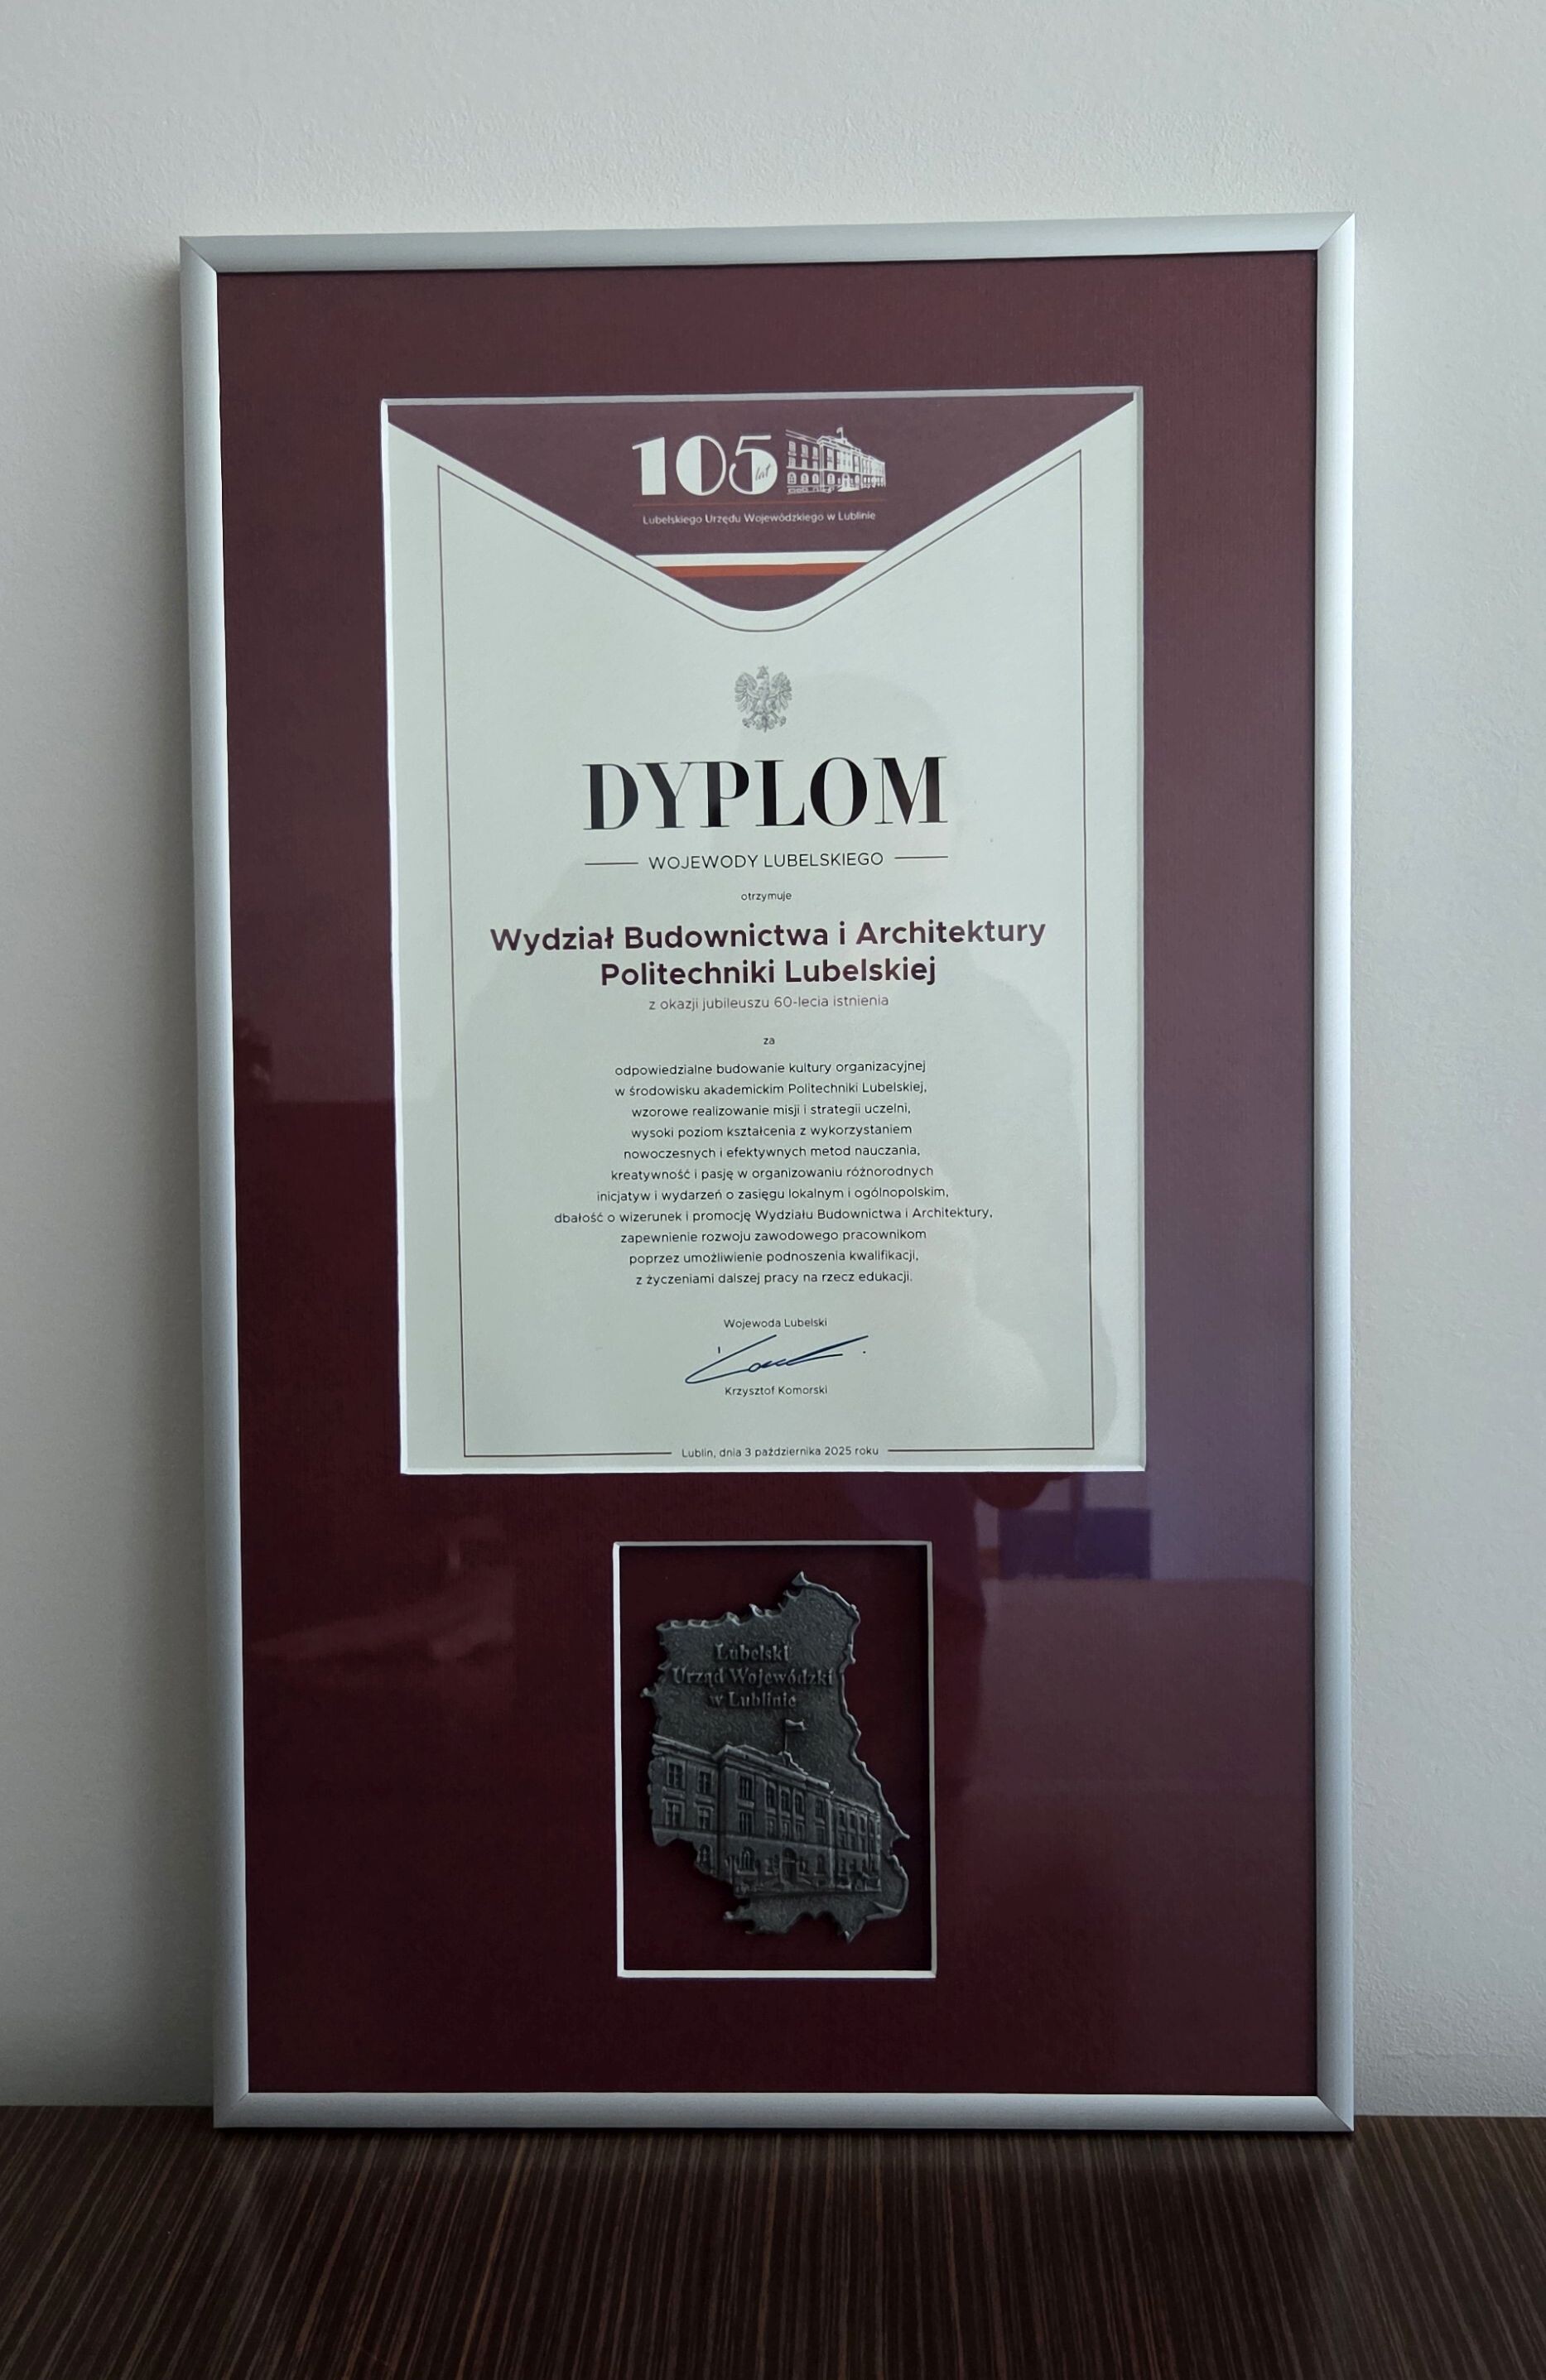 105 lat
Lubelskiego Urzędu Wojewódzkiego w Lublinie
DYPLOM
WOJEWODY LUBELSKIEGO
otrzymuje
Wydział Budownictwa i Architektury
Politechniki Lubelskiej
z okazji jubileuszu 60-lecia istnienia
za
odpowiedzialne budowanie kultury organizacyjnej
w środowisku akademickim Politechniki Lubelskiej,
wzorowe realizowanie misji i strategii uczelni,
wysoki poziom kształcenia z wykorzystaniem
nowoczesnych i efektywnych metod nauczania,
kreatywność i pasję w organizowaniu różnorodnych
inicjatyw i wydarzeń o zasięgu lokalnym i ogólnopolskim,
dbałość o wizerunek i promocję Wydziału Budownictwa i Architektury,
zapewnienie rozwoju zawodowego pracownikom
poprzez umożliwienie podnoszenia kwalifikacji,
z życzeniami dalszej pracy na rzecz edukacji.
Wojewoda Lubelski
Krzysztof Komorski
Lublin, dnia 3 października 2025 roku
Lubelski
Urząd Wojewódzki
w Lublinie